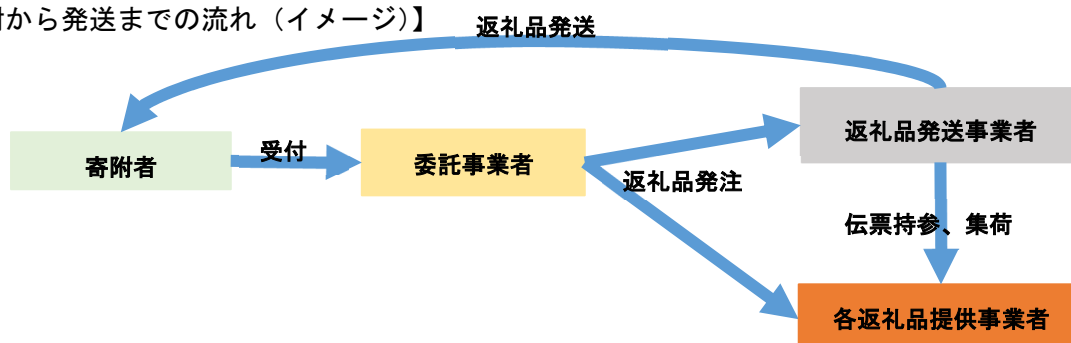 から発送までの流れ（イメージ）】
返礼品発送
返礼品発送事業者
寄附者
受付
委託事業者
返礼品発注
伝票持参、集荷
各返礼品提供事業者